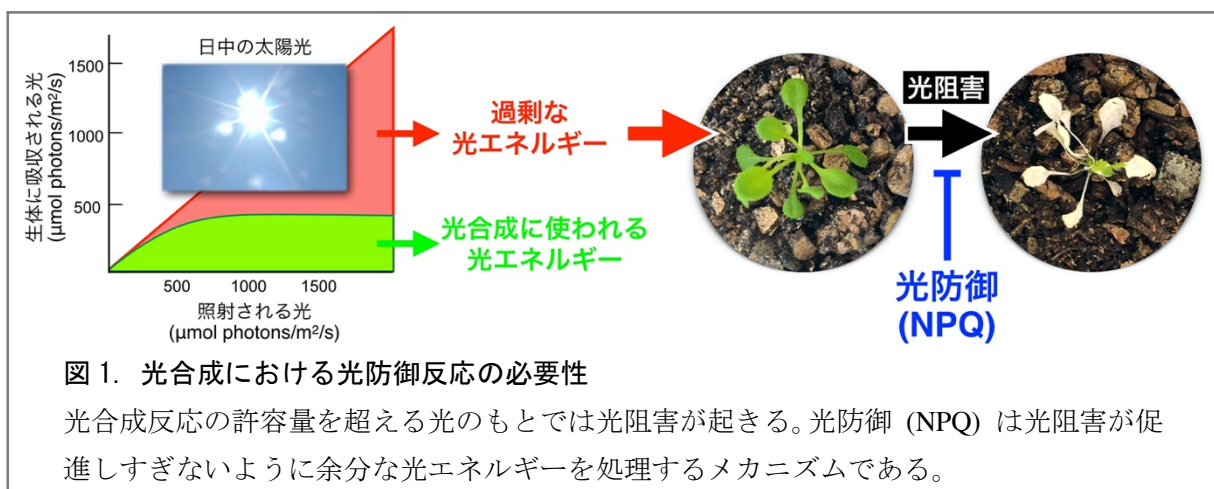 日中の太陽光
生体に吸収される光
(μmol photons/m²/s)
1500
1000
500
500 1000 1500
照射される光
(μmol photons/m²/s)
過剰な
光エネルギー
光合成に使われる
光エネルギー
光阻害
光防御
(NPQ)
図 1. 光合成における光防御反応の必要性
光合成反応の許容量を超える光のもとでは光阻害が起きる。光防御 (NPQ) は光阻害が促
進しすぎないように余分な光エネルギーを処理するメカニズムである。